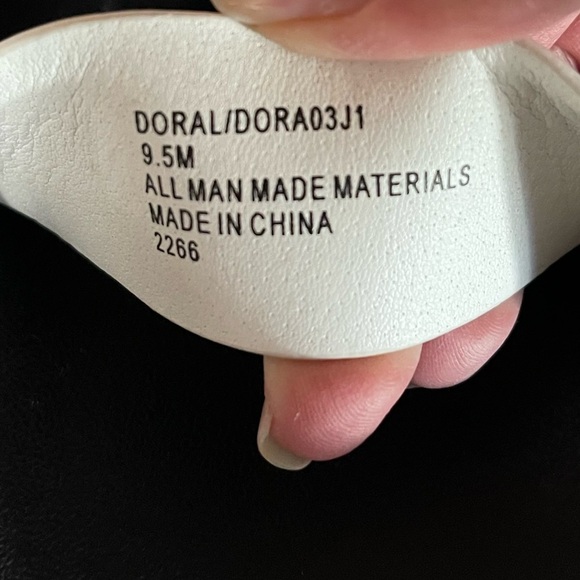 DORAL/DORA03J1
9.5M
ALL MAN MADE MATERIALS
MADE IN CHINA
2266